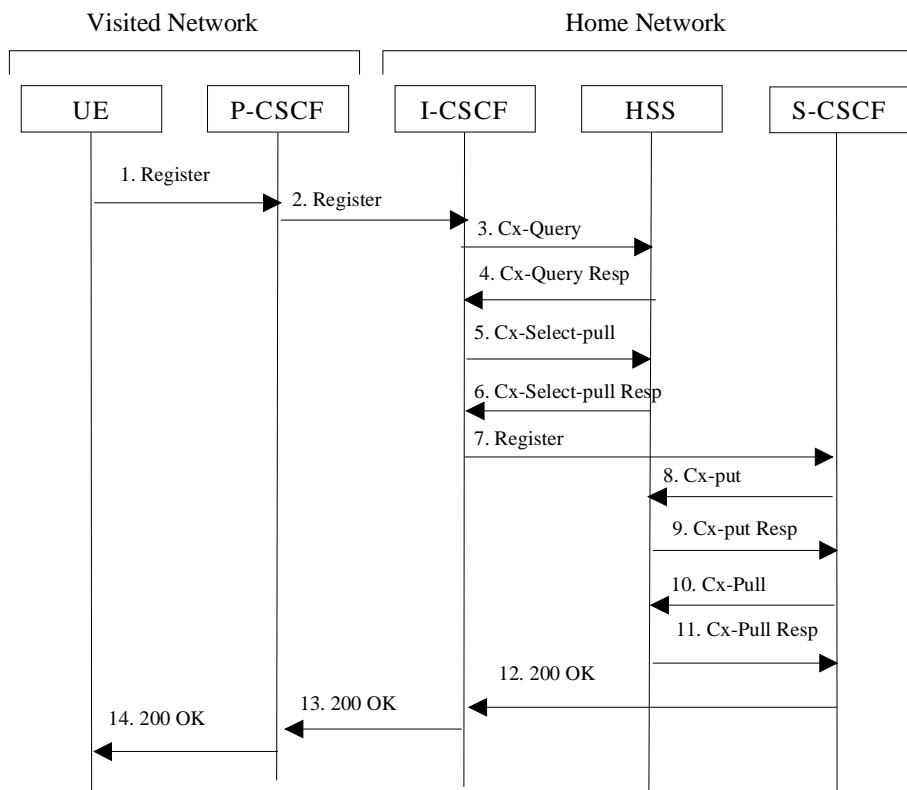 Visited Network
Home Network
UE
P-CSCF
I-CSCF
HSS
S-CSCF
1. Register
2. Register
3. Cx-Query
4. Cx-Query Resp
5. Cx-Select-pull
6. Cx-Select-pull Resp
7. Register
8. Cx-put
9. Cx-put Resp
10. Cx-Pull
11. Cx-Pull Resp
12. 200 OK
13. 200 OK
14. 200 OK